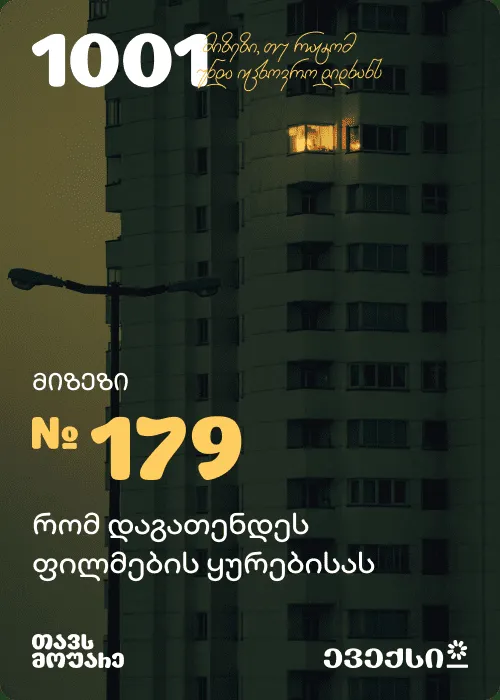 1001 მიზეზი, თუ რატომ
უნდა იცხოვრო დიდხანს
მიზეზი
№ 179
რომ დაგათენდეს
ფილმების ყურებისას
თავს
მოუარე
ევექსი